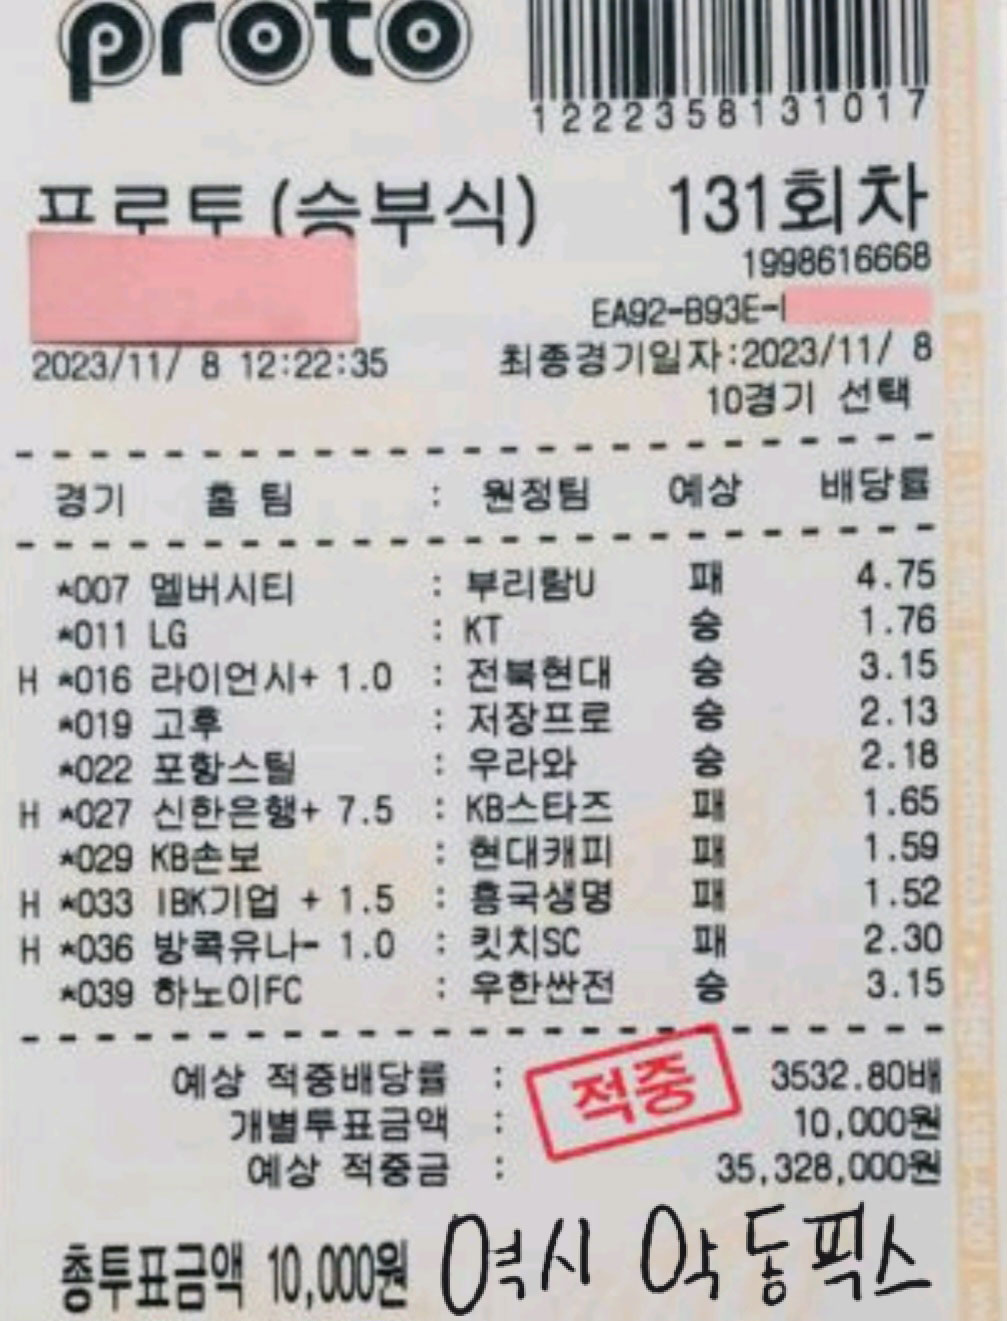 proto
1222358131017
프로토(승부식) 131회차
1998616668
EA92-B93E-
2023/11/ 8 12:22:35 최종경기일자:2023/11/ 8
10경기 선택
경기 홈 팀 : 원정팀 예상 배당률
*007 멜버시티 : 부리람U 패 4.75
*011 LG : KT 승 1.76
H *016 라이언시+ 1.0 : 전북현대 승 3.15
*019 고후 : 저장프로 승 2.13
*022 포항스틸 : 우라와 승 2.18
H *027 신한은행+ 7.5 : KB스타즈 패 1.65
*029 KB손보 : 현대캐피 패 1.59
H *033 IBK기업 + 1.5 : 흥국생명 패 1.52
H *036 방콕유나- 1.0 : 킷치SC 패 2.30
*039 하노이FC : 우한싼전 승 3.15
예상 적중배당률 : 3532.80배
적중
개별투표금액 : 10,000원
예상 적중금 : 35,328,000원
총투표금액 10,000원 역시 악동픽스